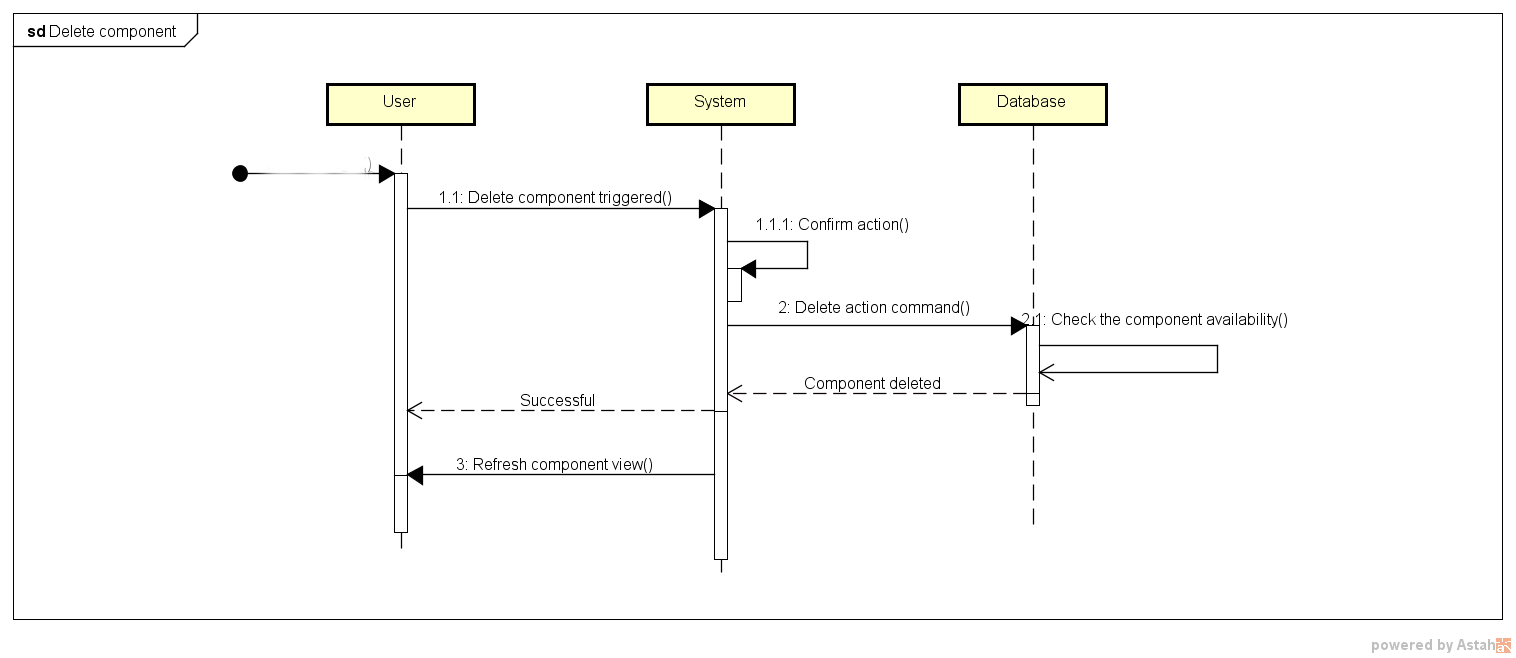 sd Delete component
User
System
Database
1.1: Delete component triggered()
1.1.1: Confirm action()
2: Delete action command()
2.1: Check the component availability()
Component deleted
Successful
3: Refresh component view()
powered by Astah